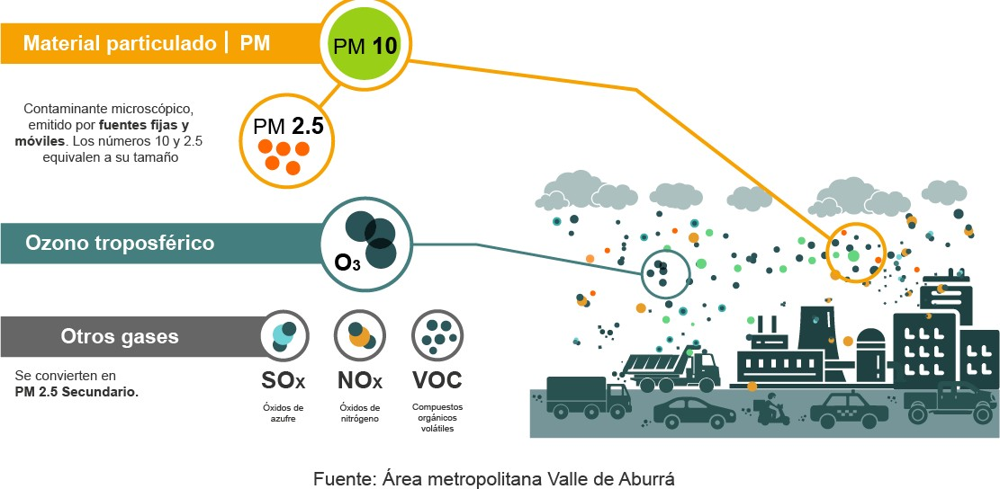 Material particulado | PM
PM 10
Contaminante microscópico,
emitido por fuentes fijas y
móviles. Los números 10 y 2.5
equivalen a su tamaño
PM 2.5
Ozono troposférico
O3
Otros gases
Se convierten en
PM 2.5 Secundario.
SOx
Óxidos de
azufre
NOx
Óxidos de
nitrógeno
VOC
Compuestos
orgánicos
volátiles
Fuente: Área metropolitana Valle de Aburrá